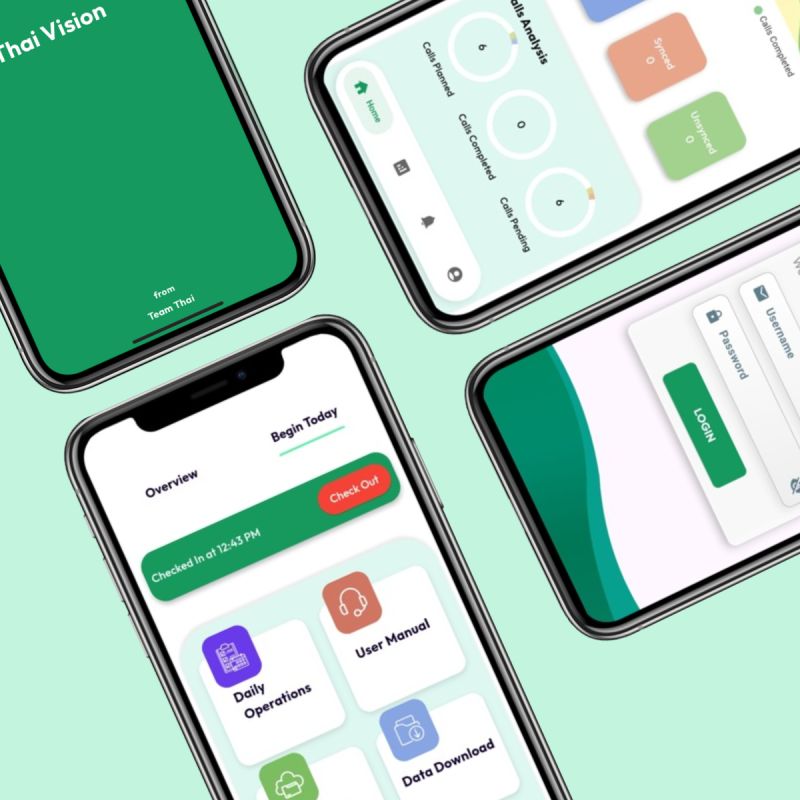 Thai Vision
from
Team Thai
Calls Analysis
6
Calls Planned
0
Calls Completed
6
Calls Pending
Home
Synced
0
Unsynced
0
Calls Completed
Username
Password
LOGIN
Overview
Begin Today
Checked In at 12:43 PM
Check Out
Daily
Operations
User Manual
Data Download